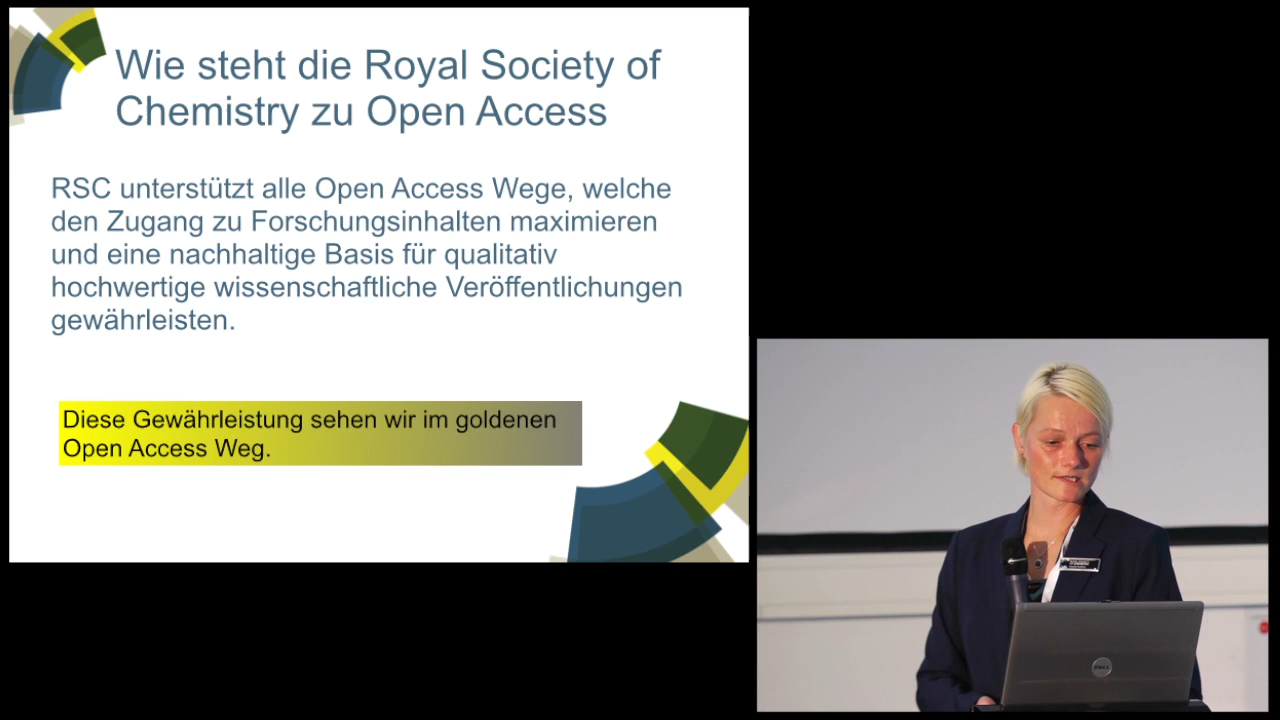 Wie steht die Royal Society of
Chemistry zu Open Access
RSC unterstützt alle Open Access Wege, welche
den Zugang zu Forschungsinhalten maximieren
und eine nachhaltige Basis für qualitativ
hochwertige wissenschaftliche Veröffentlichungen
gewährleisten.
Diese Gewährleistung sehen wir im goldenen
Open Access Weg.
DELL